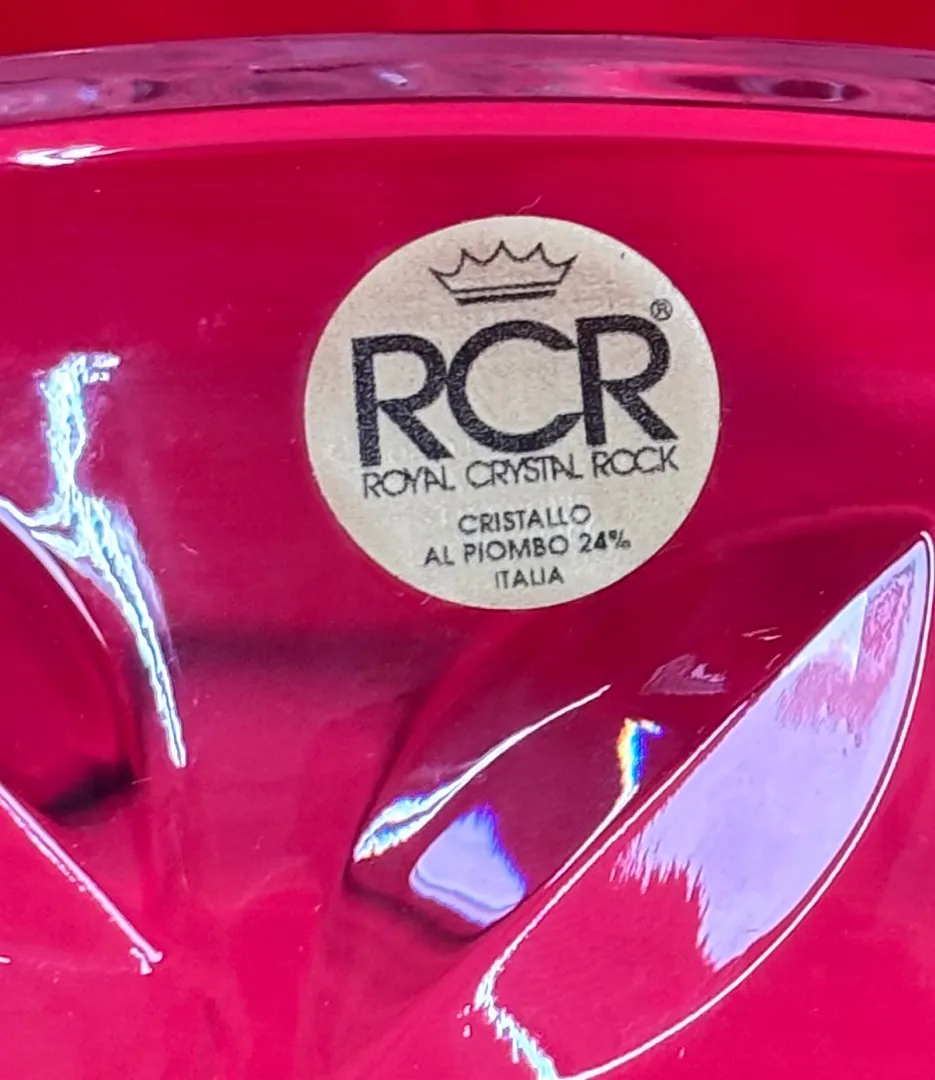 RCR®
ROYAL CRYSTAL ROCK
CRISTALLO
AL PIOMBO 24%
ITALIA